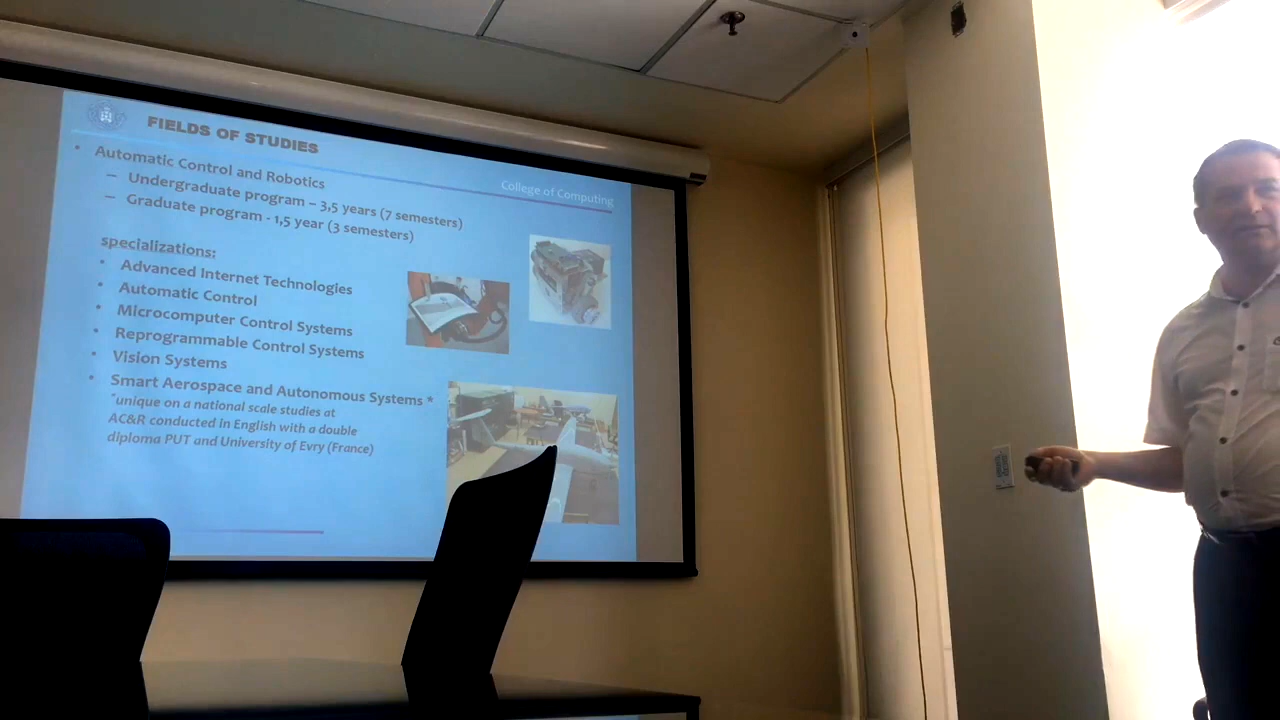 FIELDS OF STUDIES
College of Computing
• Automatic Control and Robotics
– Undergraduate program – 3,5 years (7 semesters)
– Graduate program - 1,5 year (3 semesters)
specializations:
• Advanced Internet Technologies
• Automatic Control
• Microcomputer Control Systems
• Reprogrammable Control Systems
• Vision Systems
• Smart Aerospace and Autonomous Systems *
*unique on a national scale studies at
AC&R conducted in English with a double
diploma PUT and University of Evry (France)